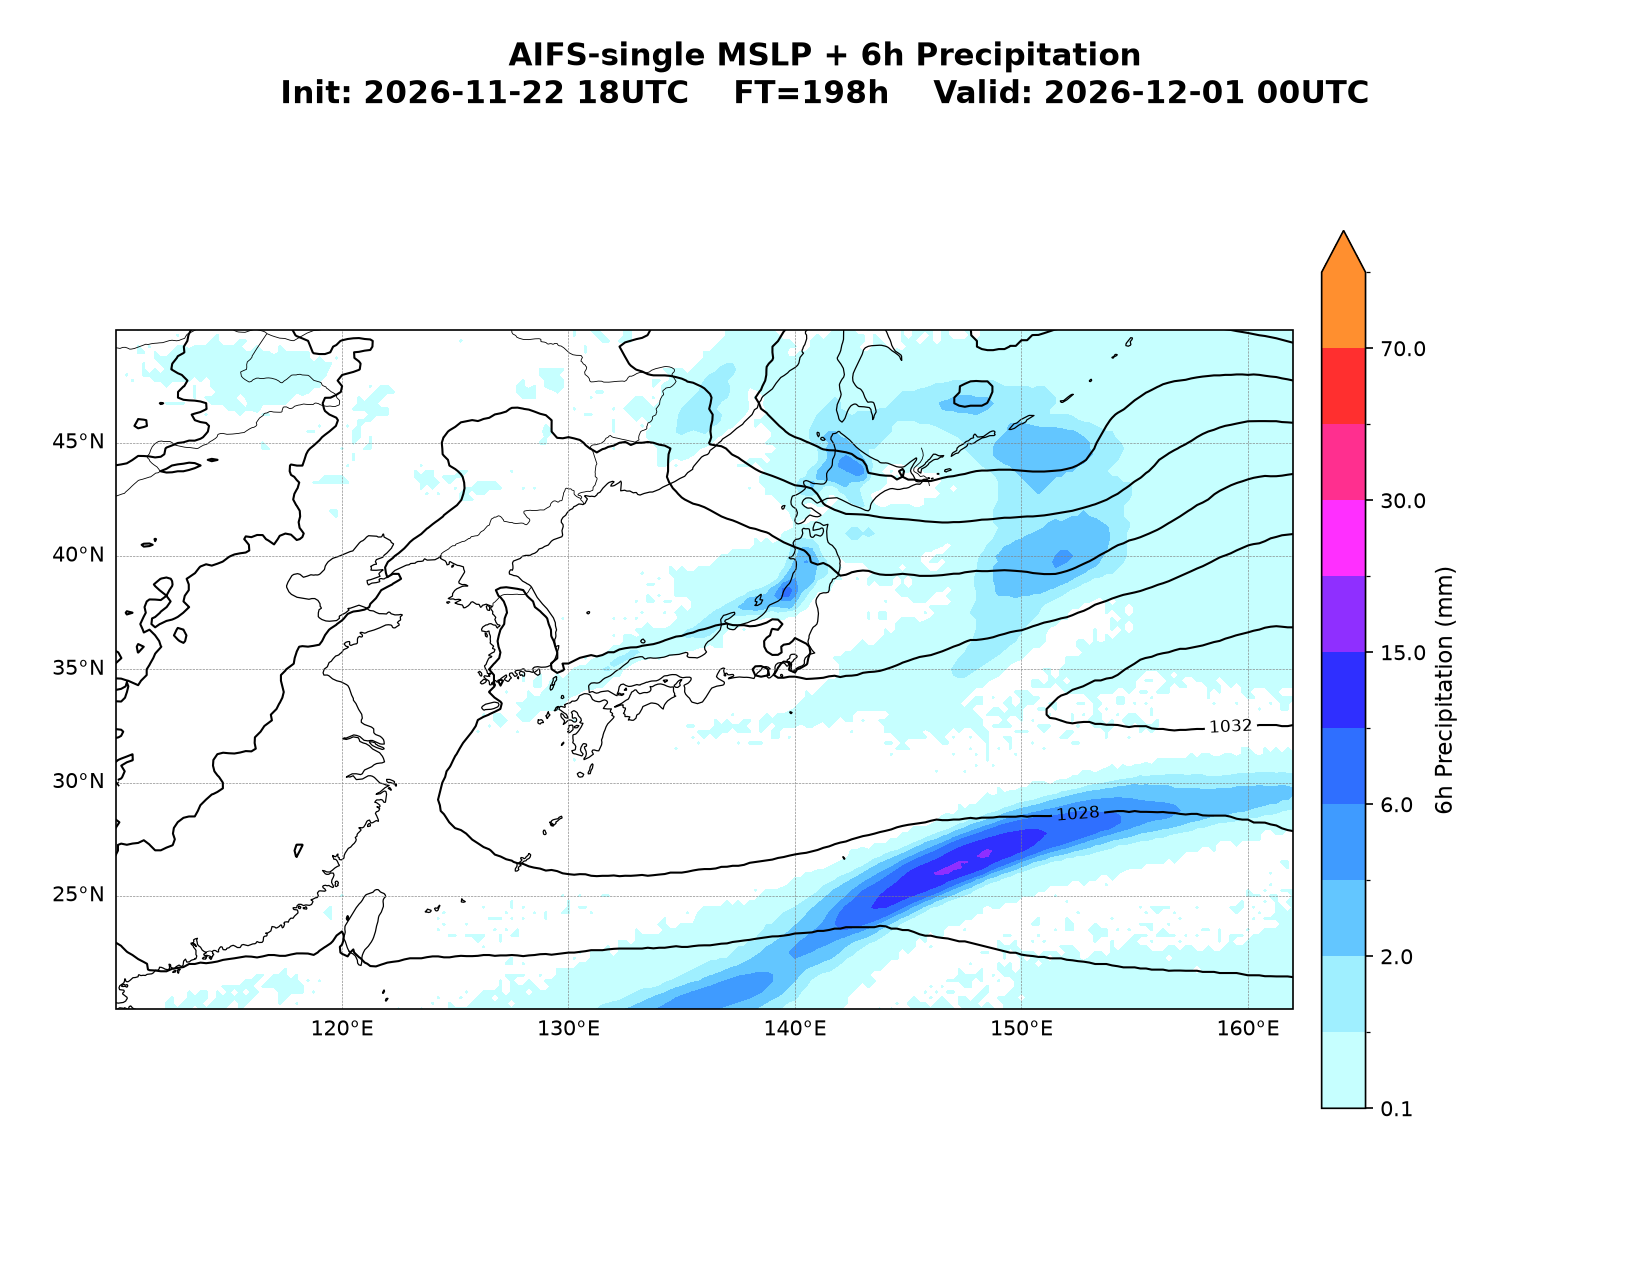 AIFS-single MSLP + 6h Precipitation
Init: 2026-11-22 18UTC    FT=198h    Valid: 2026-12-01 00UTC
70.0
30.0
15.0
6.0
2.0
0.1
6h Precipitation (mm)
45°N
40°N
35°N
30°N
25°N
1032
1028
120°E
130°E
140°E
150°E
160°E